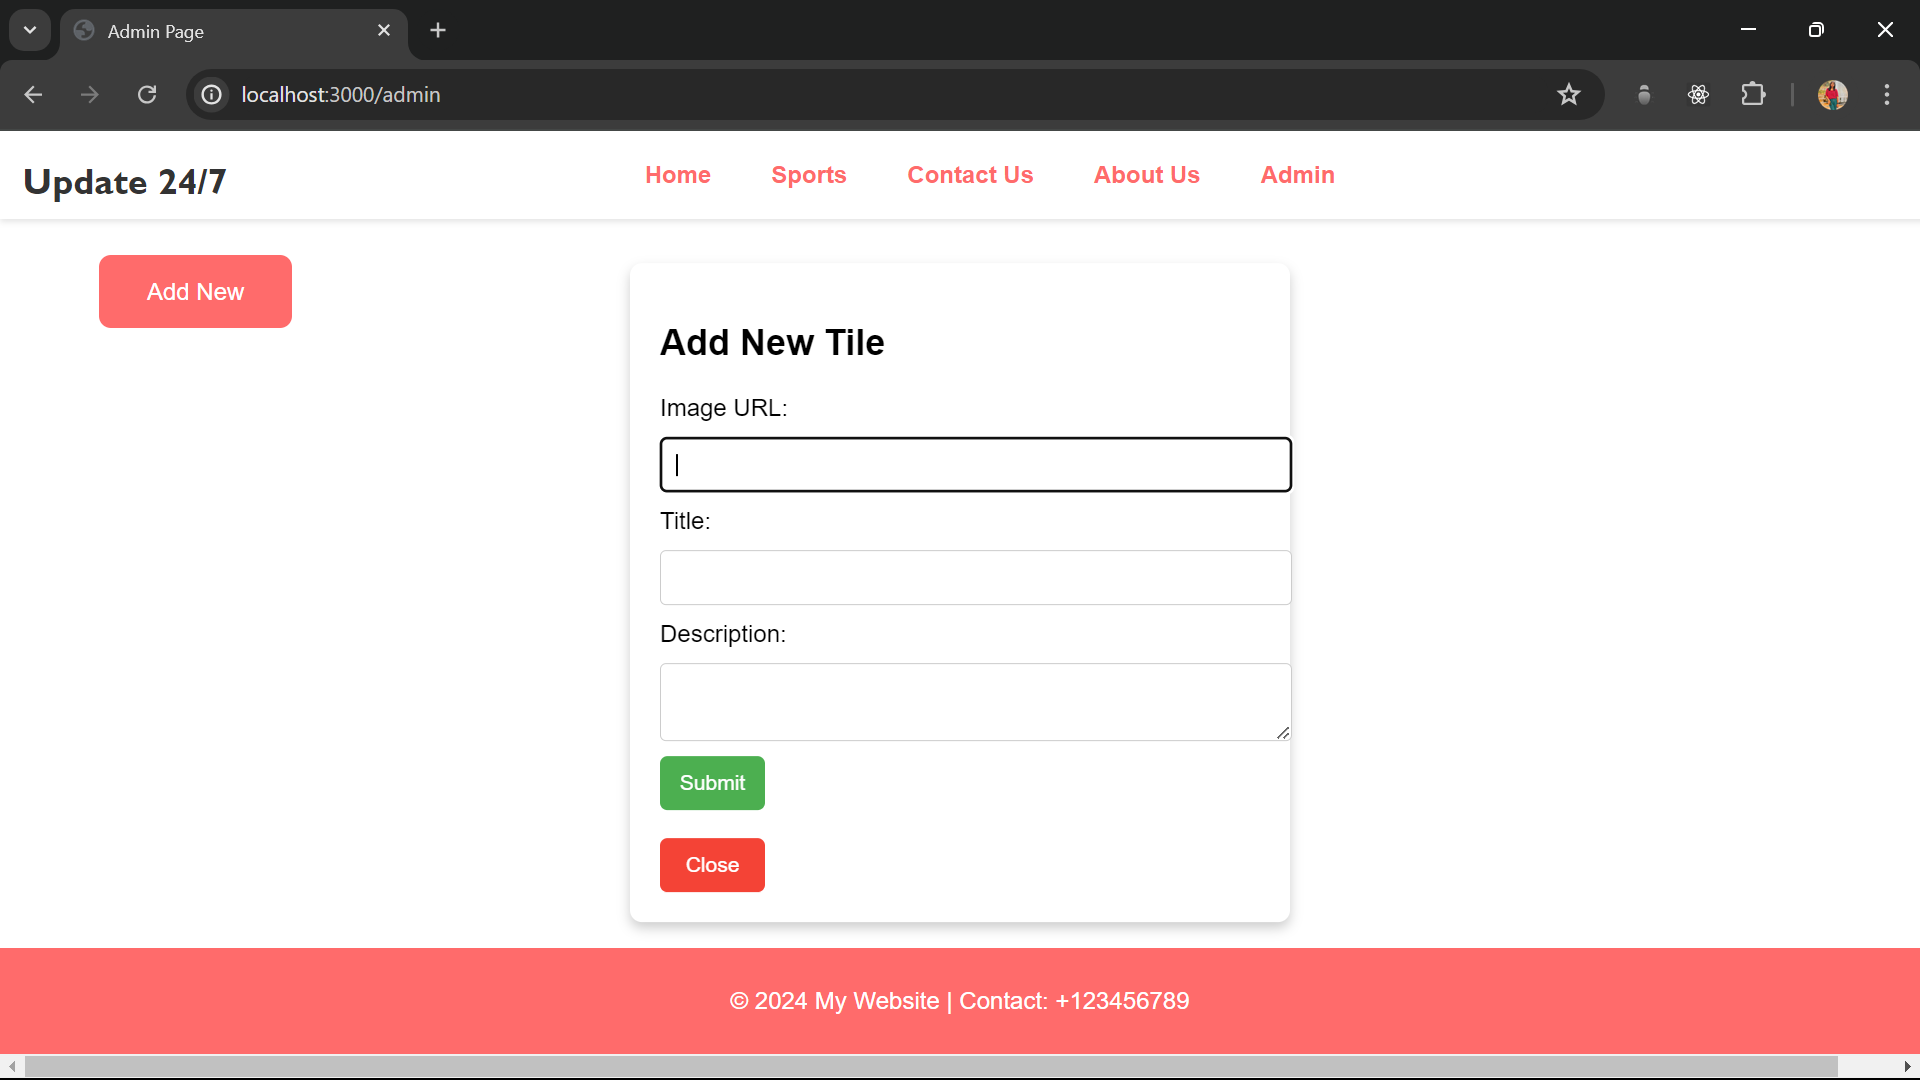 Admin Page
localhost:3000/admin
Update 24/7
Home Sports Contact Us About Us Admin
Add New
Add New Tile
Image URL:
Title:
Description:
Submit
Close
© 2024 My Website | Contact: +123456789